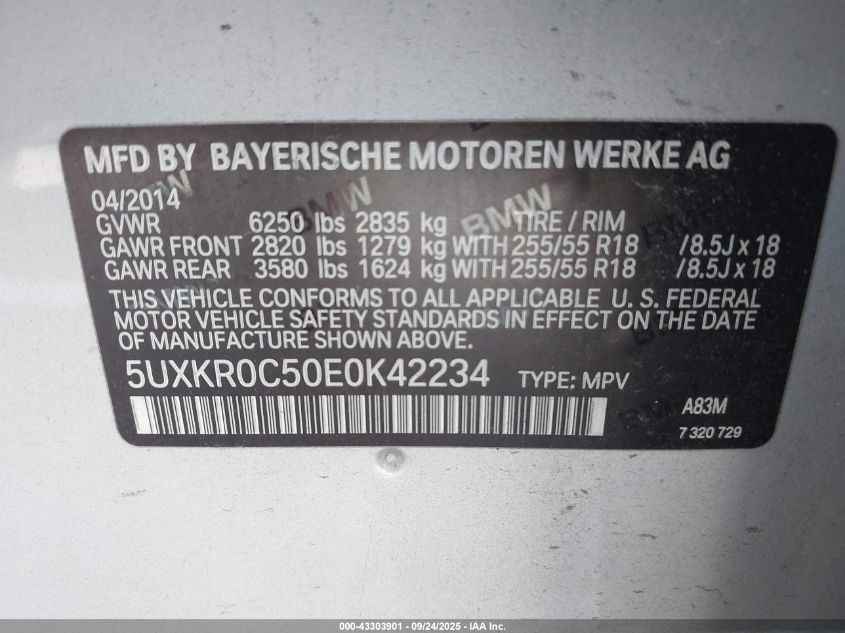 MFD BY BAYERISCHE MOTOREN WERKE AG
04/2014
GVWR 6250 lbs 2835 kg TIRE / RIM
GAWR FRONT 2820 lbs 1279 kg WITH 255/55 R18 /8.5J x 18
GAWR REAR 3580 lbs 1624 kg WITH 255/55 R18 /8.5J x 18
THIS VEHICLE CONFORMS TO ALL APPLICABLE U. S. FEDERAL
MOTOR VEHICLE SAFETY STANDARDS IN EFFECT ON THE DATE
OF MANUFACTURE SHOWN ABOVE.
5UXKR0C50E0K42234 TYPE: MPV
A83M
7 320 729
BMW
BMW
BMW
000-43303901 - 09/24/2025 - IAA Inc.